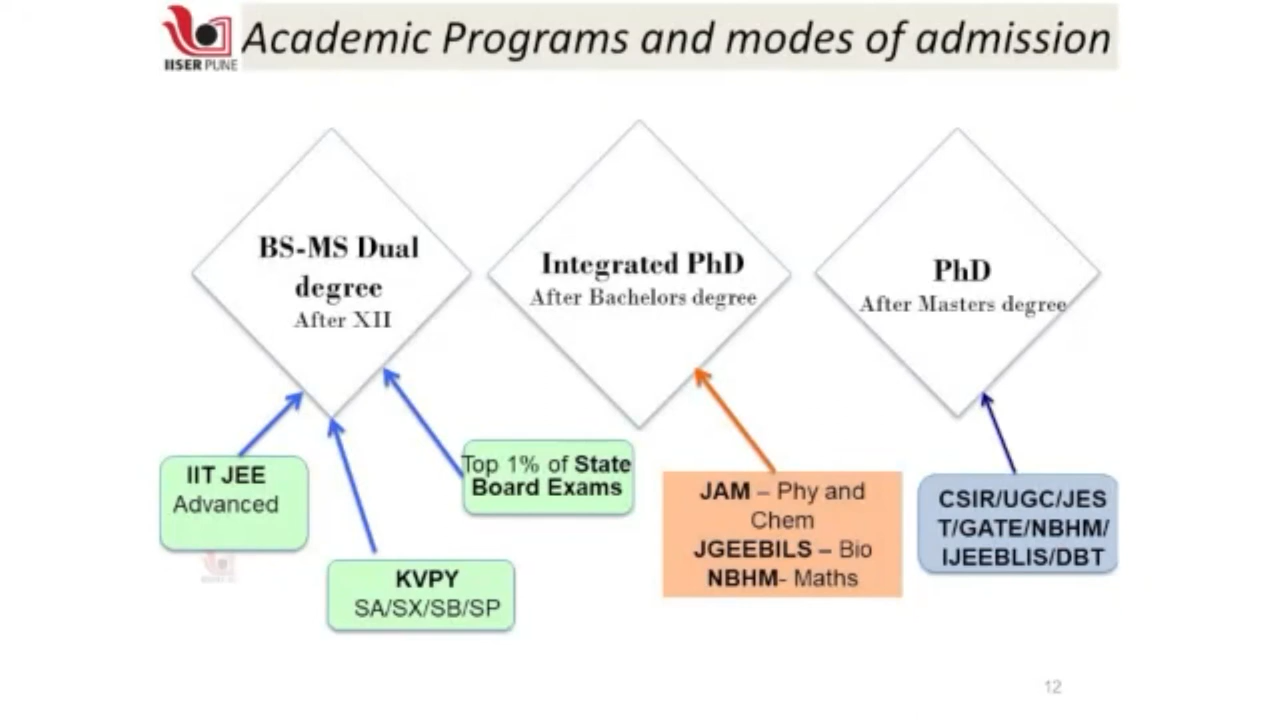 IISER PUNE
Academic Programs and modes of admission
BS-MS Dual
degree
After XII
Integrated PhD
After Bachelors degree
PhD
After Masters degree
IIT JEE
Advanced
KVPY
SA/SX/SB/SP
Top 1% of State
Board Exams
JAM – Phy and
Chem
JGEEBILS – Bio
NBHM- Maths
CSIR/UGC/JES
T/GATE/NBHM/
IJEEBLIS/DBT
12